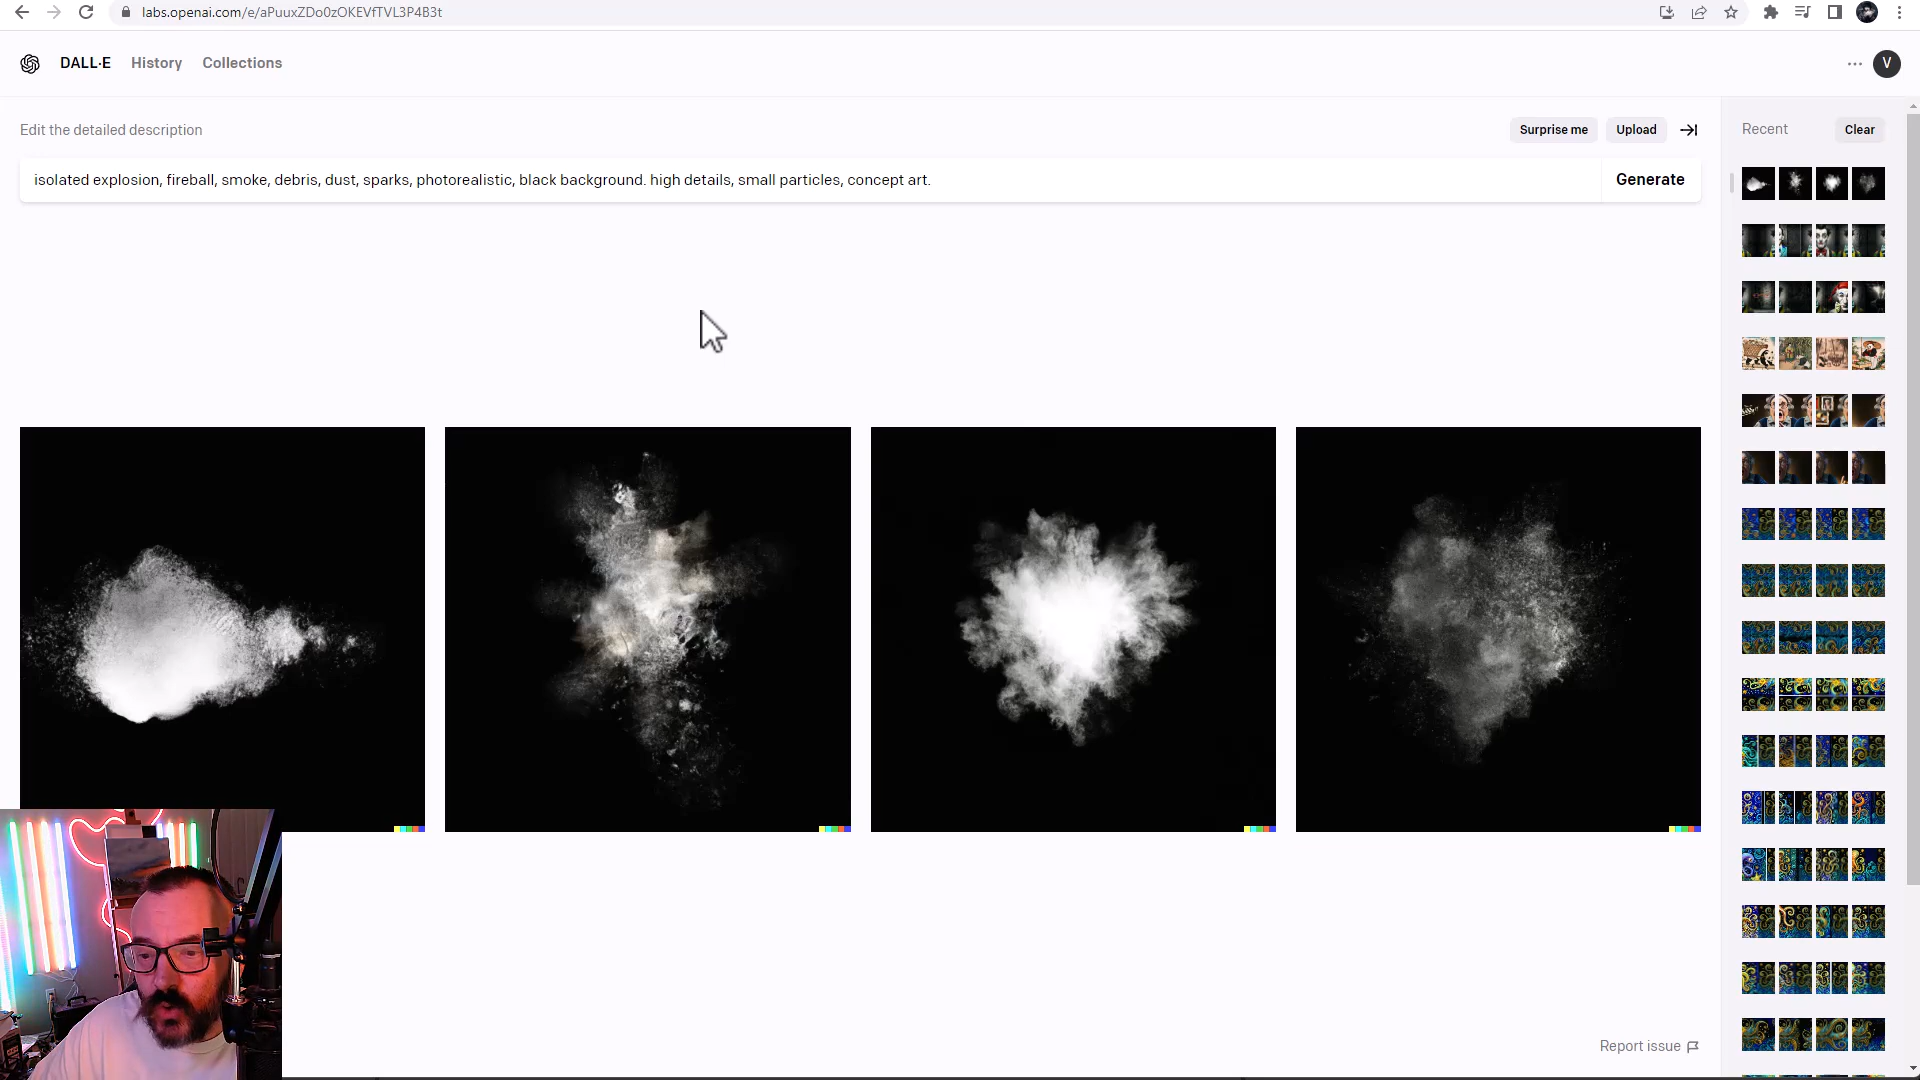 labs.openai.com/e/aPuuxZDo0zOKEVfTVL3P4B3t
DALL·E History Collections
V
Edit the detailed description
Surprise me Upload
Recent Clear
isolated explosion, fireball, smoke, debris, dust, sparks, photorealistic, black background. high details, small particles, concept art.
Generate
Report issue